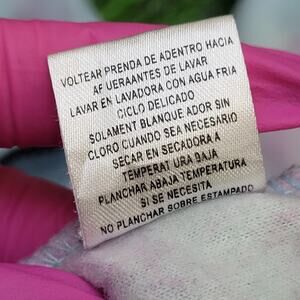 VOLTEAR PRENDA DE ADENTRO HACIA
AFUERAANTES DE LAVAR
LAVAR EN LAVADORA CON AGUA FRIA
CICLO DELICADO
SOLAMENT BLANQUE ADOR SIN
CLORO CUANDO SEA NECESARIO
SECAR EN SECADORA A
TEMPERAT URA BAJA
PLANCHAR ABAJA TEMPERATURA
SI SE NECESITA
NO PLANCHAR SOBRE ESTAMPADO